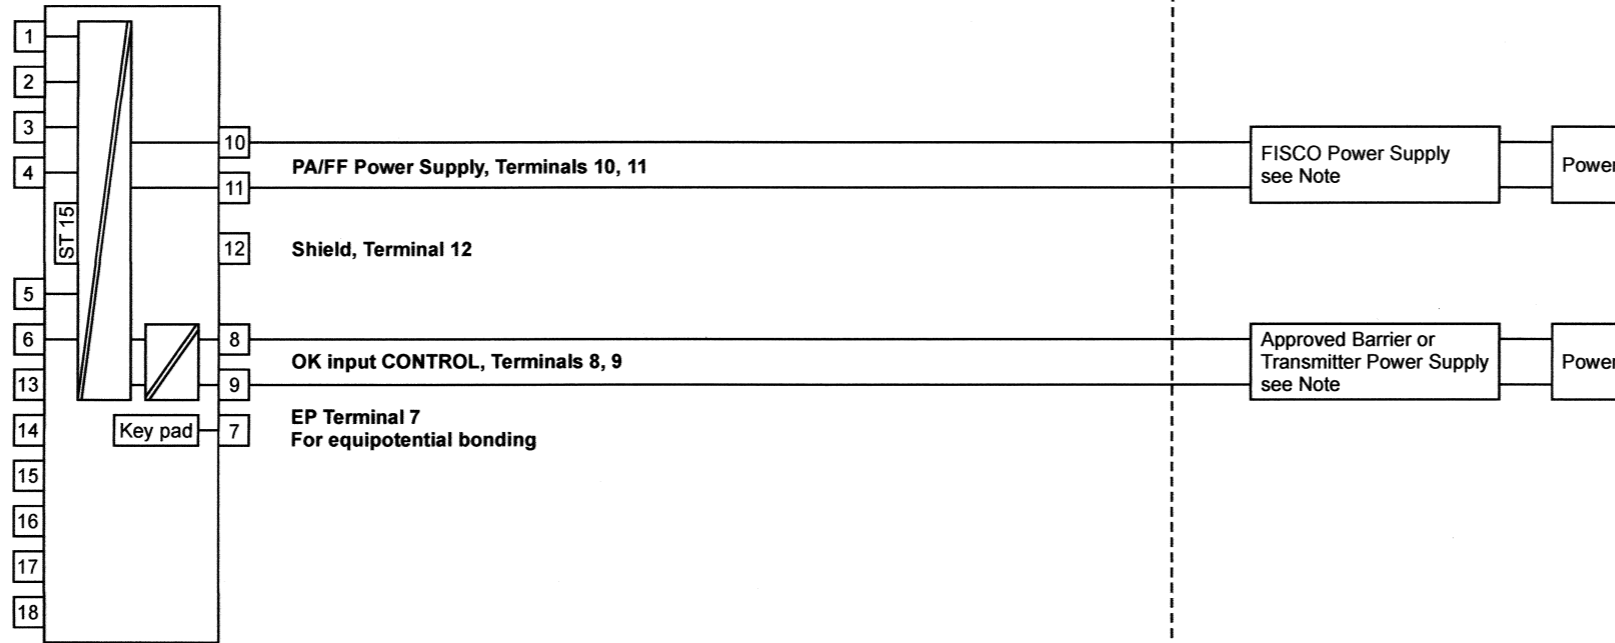 1
2
3
4
ST 15
5
6
13
14
15
16
17
18
Key pad
10
11
12
8
9
7
PA/FF Power Supply, Terminals 10, 11
Shield, Terminal 12
OK input CONTROL, Terminals 8, 9
EP Terminal 7
For equipotential bonding
FISCO Power Supply
see Note
Power
Approved Barrier or
Transmitter Power Supply
see Note
Power